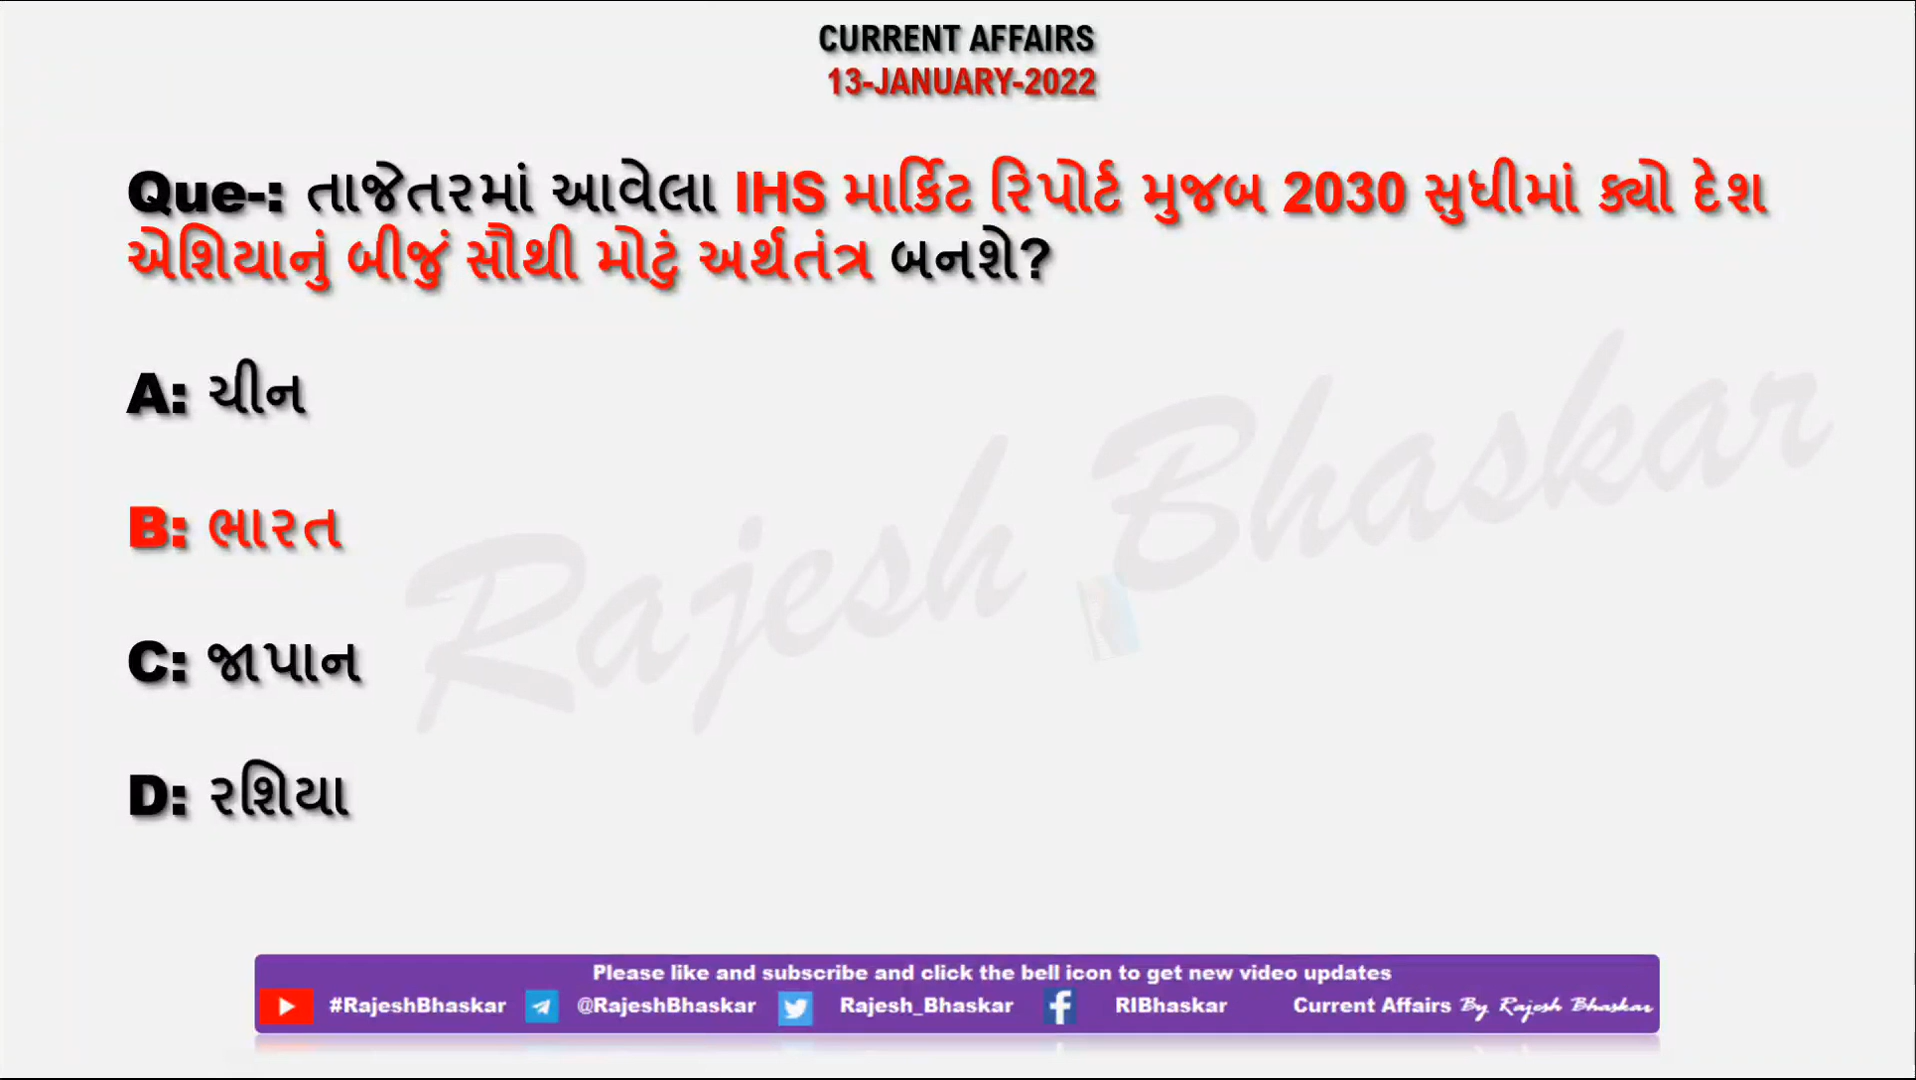 CURRENT AFFAIRS
13-JANUARY-2022
Que-: તાજેતરમાં આવેલા IHS માર્કિટ રિપોર્ટ મુજબ 2030 સુધીમાં ક્યો દેશ
એશિયાનું બીજું સૌથી મોટું અર્થતંત્ર બનશે?
A: ચીન
B: ભારત
C: જાપાન
D: રશિયા
Rajesh Bhaskar
Please like and subscribe and click the bell icon to get new video updates
#RajeshBhaskar @RajeshBhaskar Rajesh_Bhaskar RIBhaskar Current Affairs By Rajesh Bhaskar